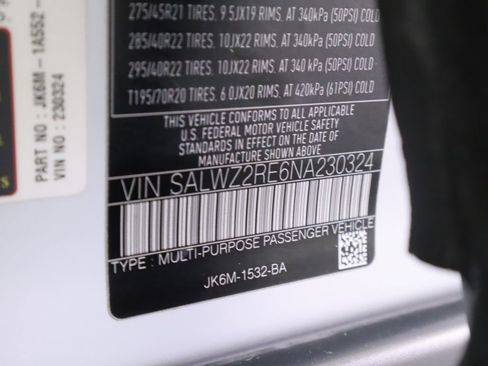 275/45R21 TIRES, 9.5JX19 RIMS, AT 340kPa (50PSI) COLD
285/40R22 TIRES, 10JX22 RIMS, AT 340kPa (50PSI) COLD
295/40R22 TIRES, 10JX22 RIMS, AT 340 kPa (50PSI) COLD
T195/70R20 TIRES, 6.0JX20 RIMS, AT 420kPa (61PSI) COLD
THIS VEHICLE CONFORMS TO ALL APPLICABLE
U.S. FEDERAL MOTOR VEHICLE SAFETY
STANDARDS IN EFFECT ON THE DATE OF
MANUFACTURE SHOWN ABOVE
VIN SALWZ2RE6NA230324
TYPE : MULTI-PURPOSE PASSENGER VEHICLE
JK6M-1532-BA
PART NO : JK6M - 1A552 -
VIN NO : 230324